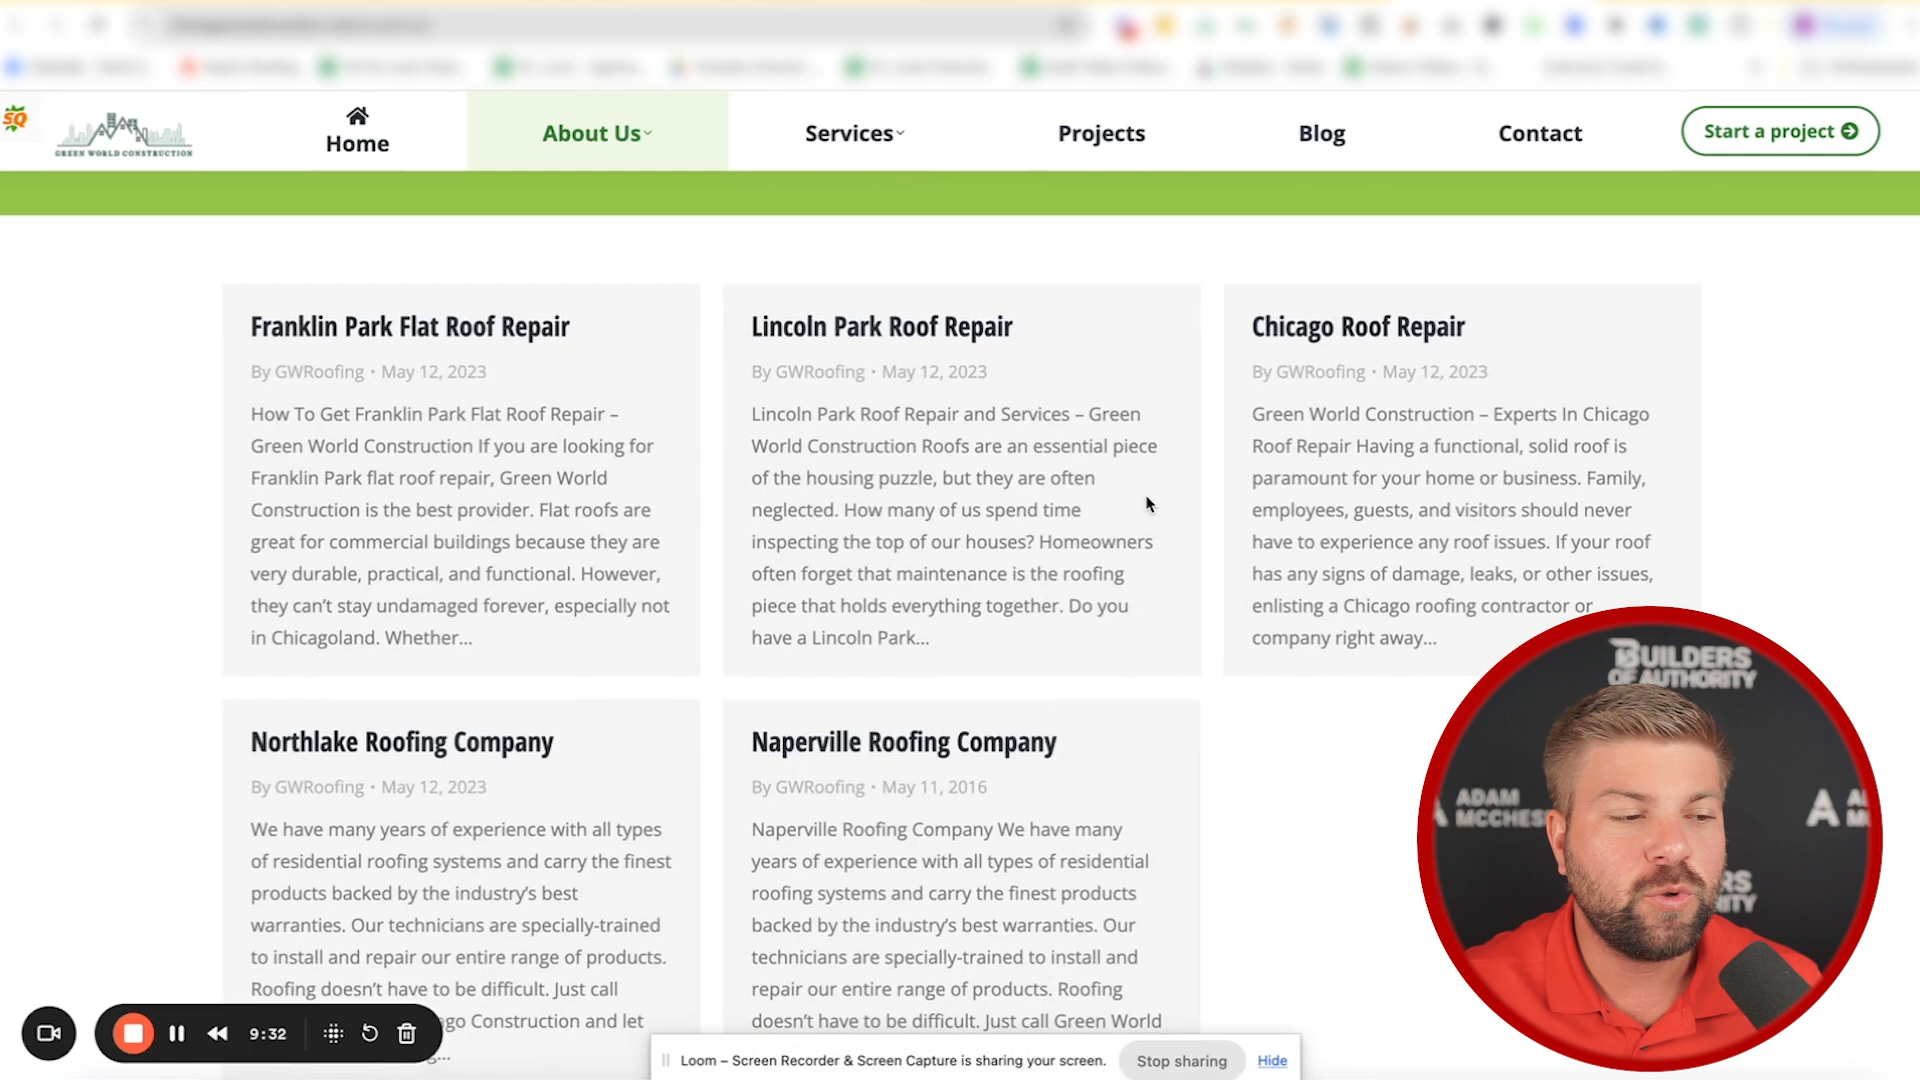 SQ
GREEN WORLD CONSTRUCTION
Home
About Us
Services
Projects
Blog
Contact
Start a project
Franklin Park Flat Roof Repair
By GWRoofing • May 12, 2023
How To Get Franklin Park Flat Roof Repair –
Green World Construction If you are looking for
Franklin Park flat roof repair, Green World
Construction is the best provider. Flat roofs are
great for commercial buildings because they are
very durable, practical, and functional. However,
they can’t stay undamaged forever, especially not
in Chicagoland. Whether...
Lincoln Park Roof Repair
By GWRoofing • May 12, 2023
Lincoln Park Roof Repair and Services – Green
World Construction Roofs are an essential piece
of the housing puzzle, but they are often
neglected. How many of us spend time
inspecting the top of our houses? Homeowners
often forget that maintenance is the roofing
piece that holds everything together. Do you
have a Lincoln Park...
Chicago Roof Repair
By GWRoofing • May 12, 2023
Green World Construction – Experts In Chicago
Roof Repair Having a functional, solid roof is
paramount for your home or business. Family,
employees, guests, and visitors should never
have to experience any roof issues. If your roof
has any signs of damage, leaks, or other issues,
enlisting a Chicago roofing contractor or
company right away...
Northlake Roofing Company
By GWRoofing • May 12, 2023
We have many years of experience with all types
of residential roofing systems and carry the finest
products backed by the industry’s best
warranties. Our technicians are specially-trained
to install and repair our entire range of products.
Roofing doesn’t have to be difficult. Just call
go Construction and let
...
Naperville Roofing Company
By GWRoofing • May 11, 2016
Naperville Roofing Company We have many
years of experience with all types of residential
roofing systems and carry the finest products
backed by the industry’s best warranties. Our
technicians are specially-trained to install and
repair our entire range of products. Roofing
doesn’t have to be difficult. Just call Green World
BUILDERS
OF AUTHORITY
ADAM
MCCHES
A
RS
RITY
9:32
Loom – Screen Recorder & Screen Capture is sharing your screen.
Stop sharing
Hide